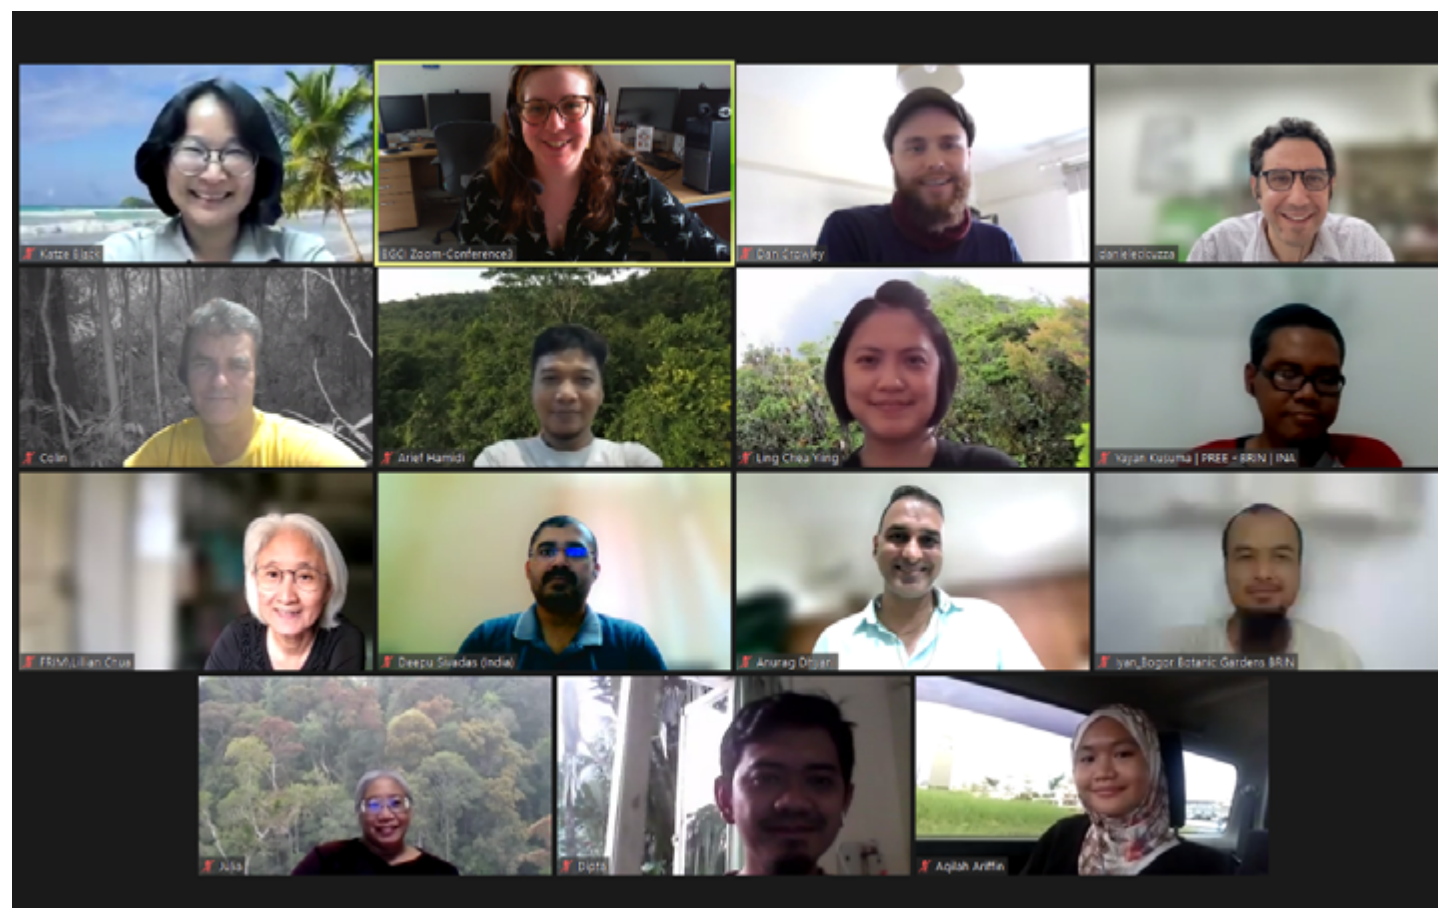 Katze Black
BGCI Zoom-Conference3
Dan Crowley
danielecicuzza
Colin
Arief Hamidi
Ling Chea Yiing
Yayan Kusuma | PREE - BRIN | INA
FRIM\Lillian Chua
Deepu Sivadas (India)
Anurag
Iyan_Bogor Botanic Gardens BRIN
Julia
Dipta
Aqilah Ariffin